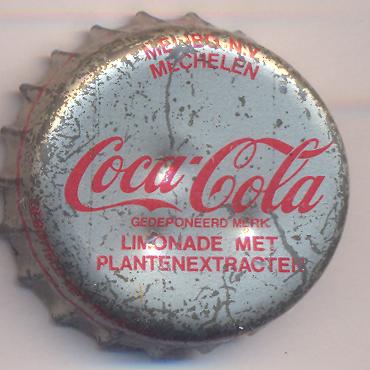 MECHELEN
Coca-Cola
GEDEPONEERD MERK
LIMONADE MET
PLANTENEXTRACTEN